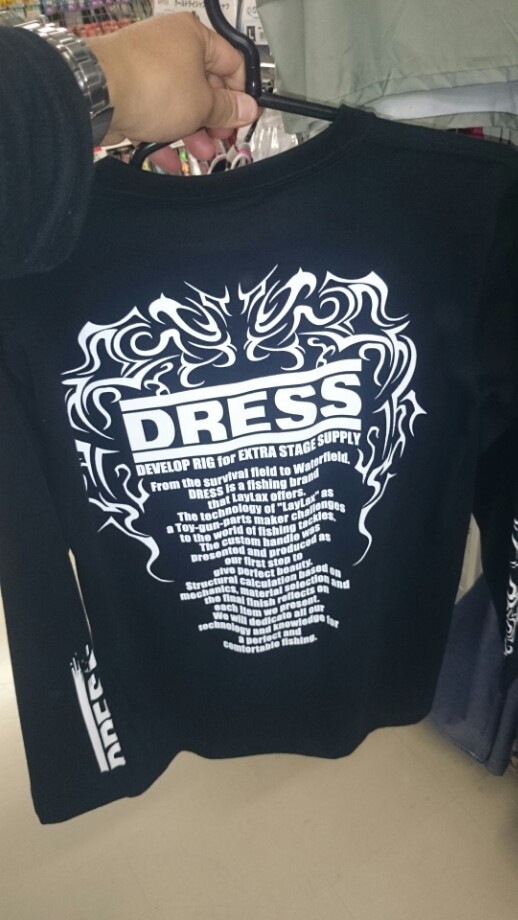 DRESS
DEVELOP RIG for EXTRA STAGE SUPPLY
From the survival field to Waterfield.
DRESS is a fishing brand
that LayLax offers.
The technology of "LayLax" as
a Toy-gun-parts maker challenges
to the world of fishing tackles,
The custom handle was
presented and produced as
our first step to
give perfect beauty.
Structural calculation based on
mechanics, material selection and
the final finish reflects on
each item we present.
We will dedicate all our
technology and knowledge for
a perfect and
comfortable fishing.
DRESS